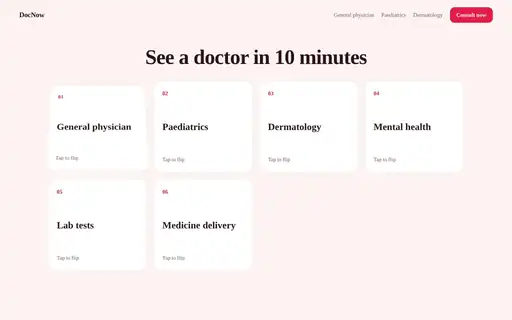 DocNow
General physician Paediatrics Dermatology Consult now
See a doctor in 10 minutes
01 02 03 04
General physician Paediatrics Dermatology Mental health
Tap to flip Tap to flip Tap to flip Tap to flip
05 06
Lab tests Medicine delivery
Tap to flip Tap to flip